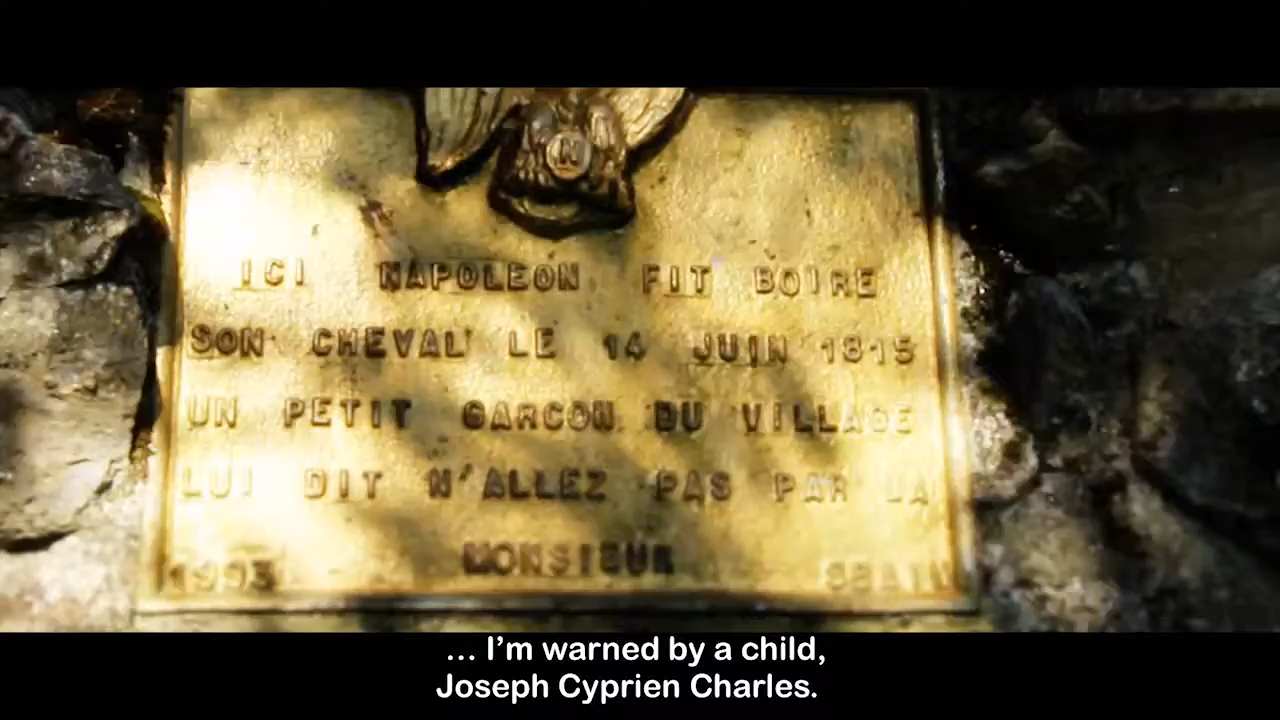 N
ICI NAPOLEON FIT BOIRE
SON CHEVAL LE 14 JUIN 1815
UN PETIT GARCON DU VILLAGE
LUI DIT N'ALLEZ PAS PAR LA
MONSIEUR
1993
... I'm warned by a child,
Joseph Cyprien Charles.